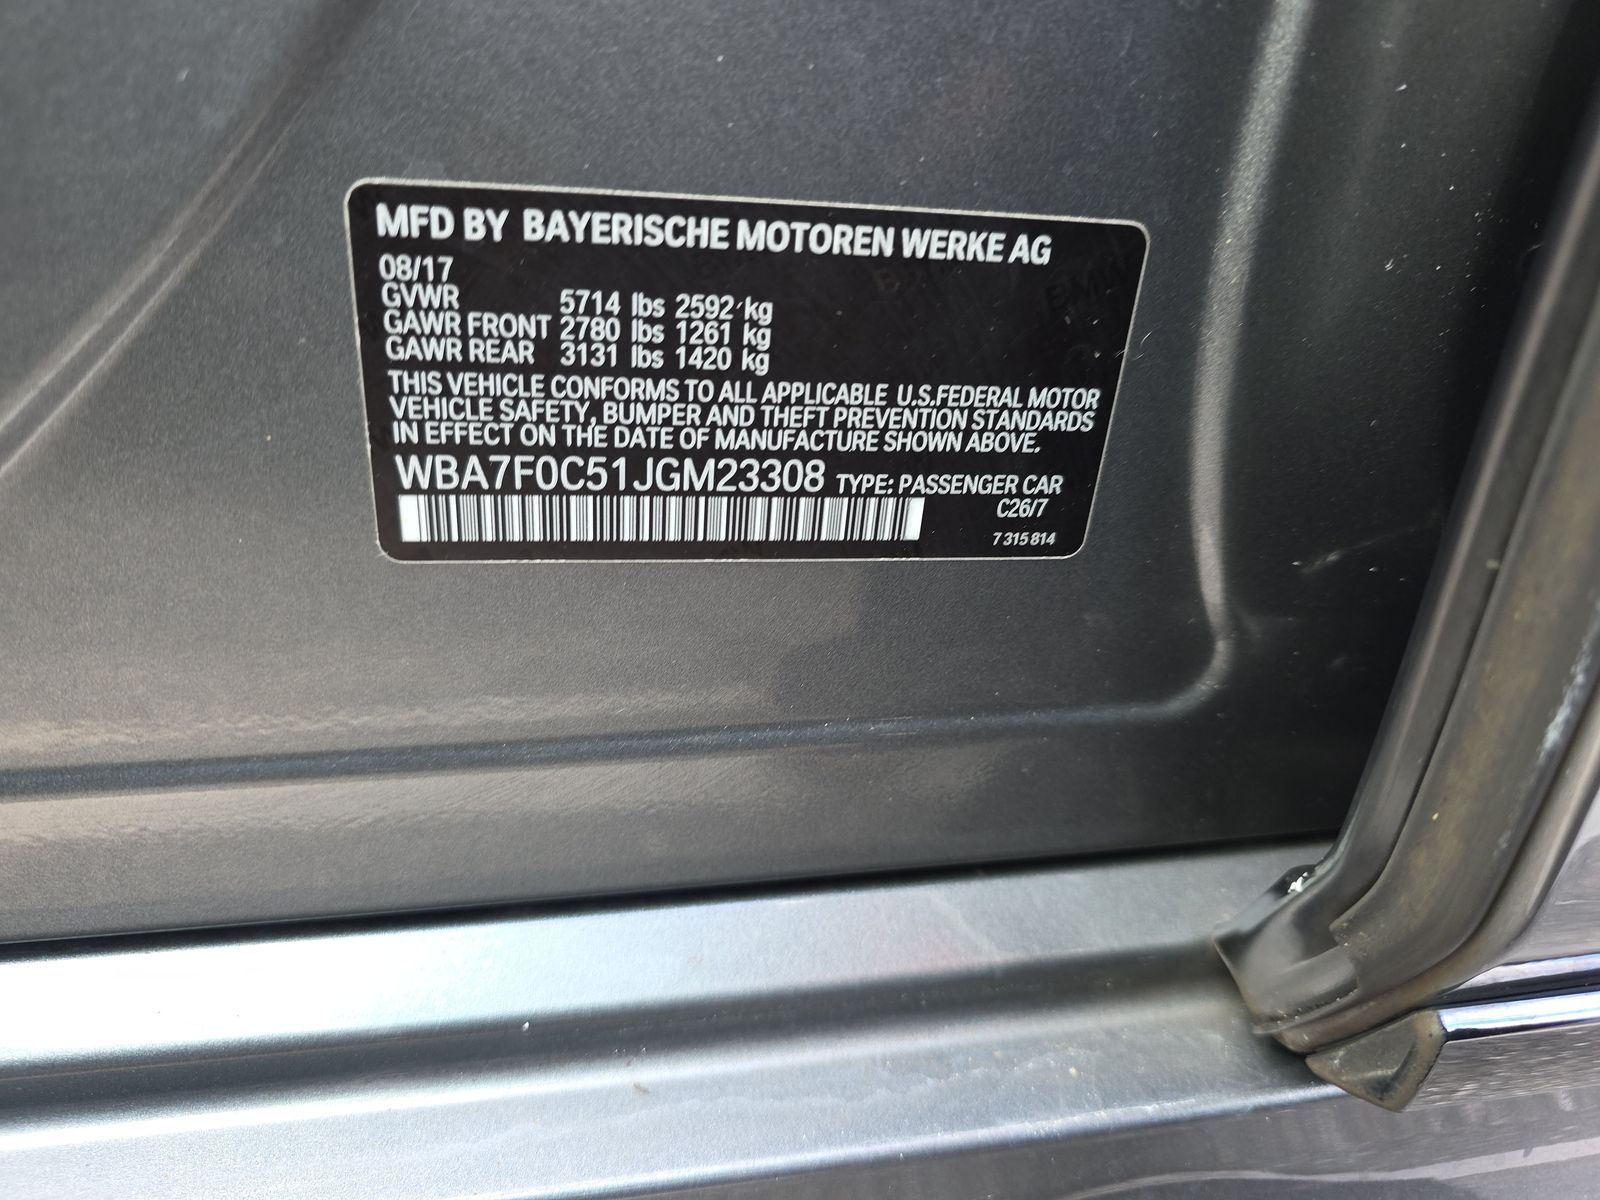 MFD BY BAYERISCHE MOTOREN WERKE AG
08/17
GVWR 5714 lbs 2592 kg
GAWR FRONT 2780 lbs 1261 kg
GAWR REAR 3131 lbs 1420 kg
THIS VEHICLE CONFORMS TO ALL APPLICABLE U.S.FEDERAL MOTOR
VEHICLE SAFETY, BUMPER AND THEFT PREVENTION STANDARDS
IN EFFECT ON THE DATE OF MANUFACTURE SHOWN ABOVE.
WBA7F0C51JGM23308 TYPE: PASSENGER CAR
C26/7
7 315 814